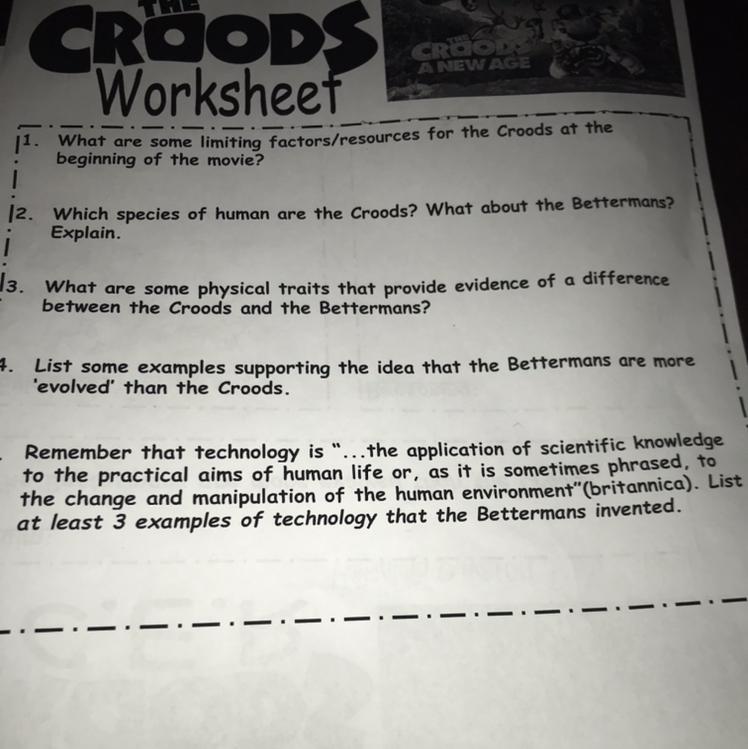 THE
CROODS
Worksheet
THE
CROODS
A NEW AGE
1. What are some limiting factors/resources for the Croods at the
beginning of the movie?
2. Which species of human are the Croods? What about the Bettermans?
Explain.
3. What are some physical traits that provide evidence of a difference
between the Croods and the Bettermans?
4. List some examples supporting the idea that the Bettermans are more
'evolved' than the Croods.
. Remember that technology is "...the application of scientific knowledge
to the practical aims of human life or, as it is sometimes phrased, to
the change and manipulation of the human environment"(britannica). List
at least 3 examples of technology that the Bettermans invented.